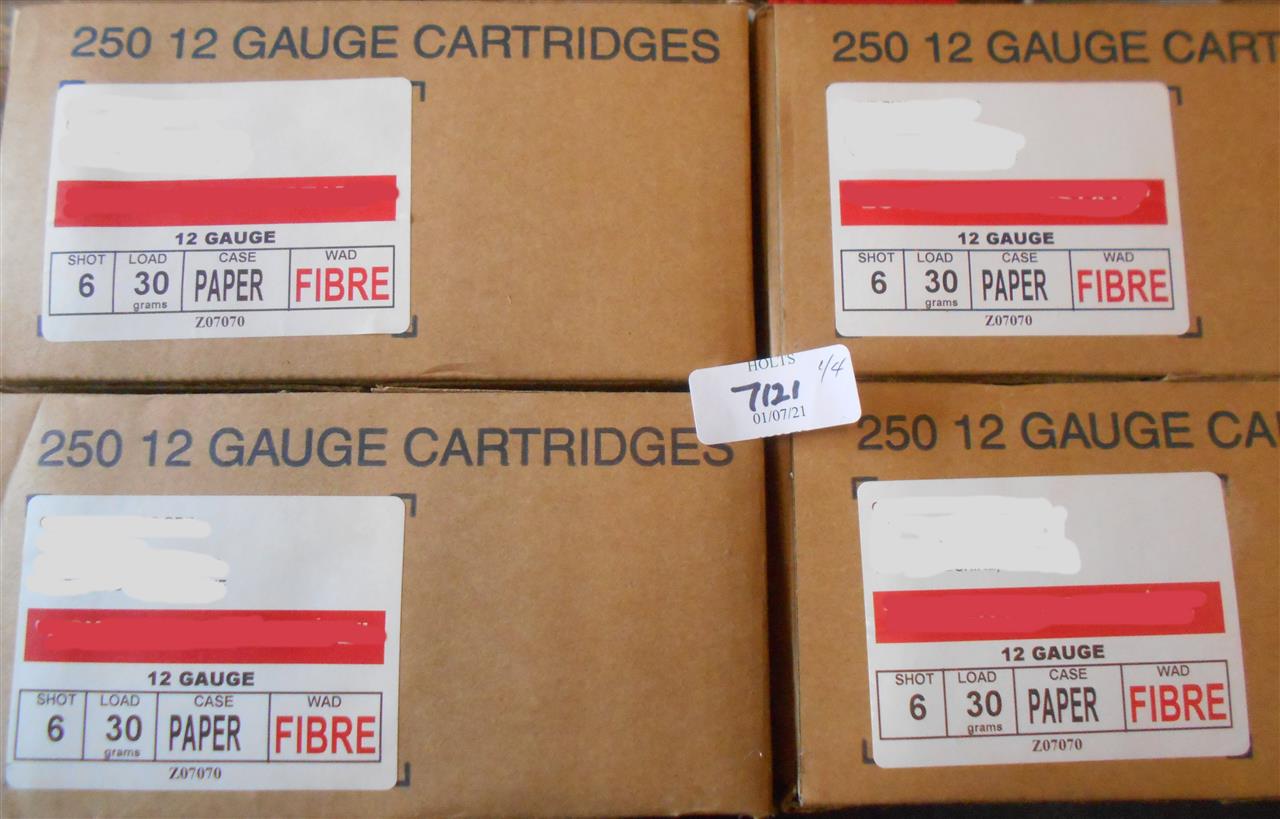 250 12 GAUGE CARTRIDGES
12 GAUGE
SHOT LOAD CASE WAD
6 30 PAPER FIBRE
grams
Z07070
250 12 GAUGE CART
12 GAUGE
SHOT LOAD CASE WAD
6 30 PAPER FIBRE
grams
Z07070
HOLTS 1/4
7121
01/07/21
250 12 GAUGE CARTRIDGES
12 GAUGE
SHOT LOAD CASE WAD
6 30 PAPER FIBRE
grams
Z07070
250 12 GAUGE CA
12 GAUGE
SHOT LOAD CASE WAD
6 30 PAPER FIBRE
grams
Z07070